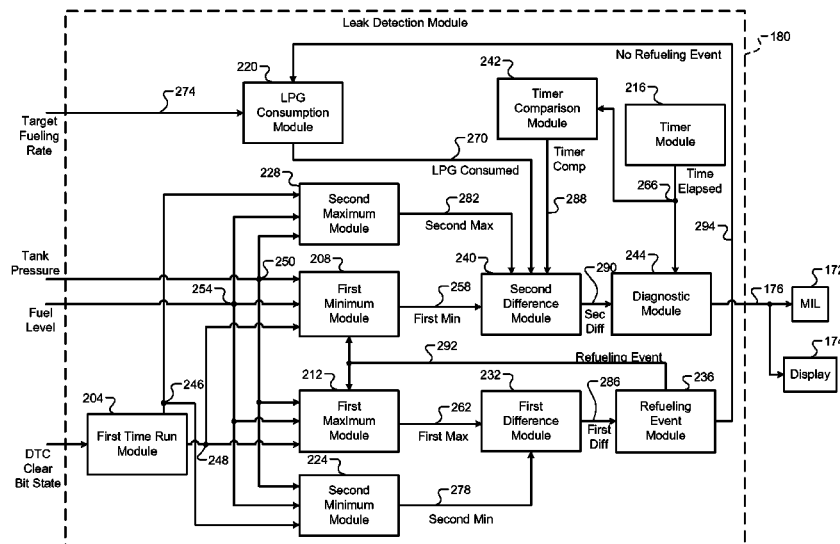 Leak Detection Module
180
No Refueling Event
220
LPG
Consumption
Module
274
Target
Fueling
Rate
242
Timer
Comparison
Module
216
Timer
Module
270
LPG Consumed
Timer
Comp
Time
Elapsed
266
288
294
228
Second
Maximum
Module
282
Second Max
Tank
Pressure
250
254
Fuel
Level
208
First
Minimum
Module
258
First Min
240
Second
Difference
Module
290
Sec
Diff
244
Diagnostic
Module
176
172
MIL
174
Display
292
Refueling Event
246
204
First Time Run
Module
248
DTC
Clear
Bit State
212
First
Maximum
Module
262
First Max
232
First
Difference
Module
286
First
Diff
236
Refueling
Event
Module
224
Second
Minimum
Module
278
Second Min